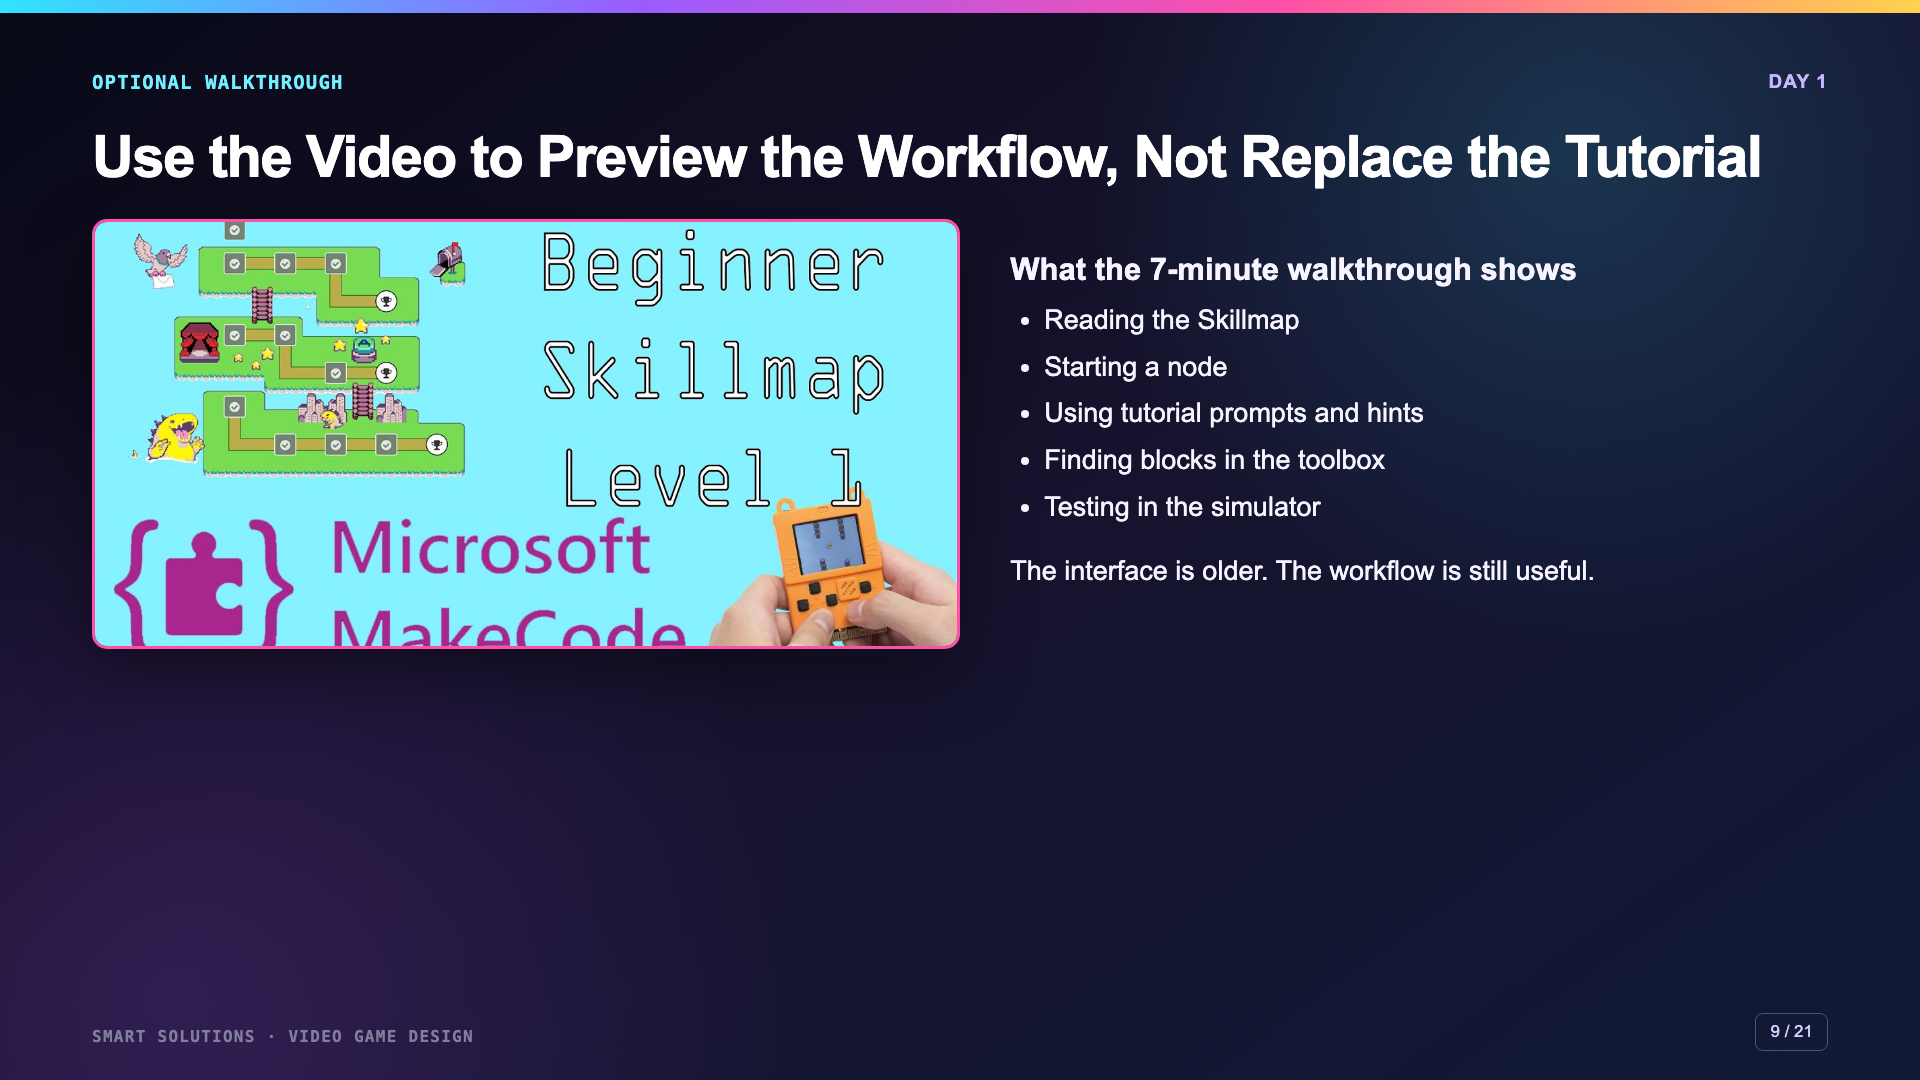 OPTIONAL WALKTHROUGH
DAY 1
Use the Video to Preview the Workflow, Not Replace the Tutorial
Beginner
Skillmap
Level 1
Microsoft
MakeCode
What the 7-minute walkthrough shows
• Reading the Skillmap
• Starting a node
• Using tutorial prompts and hints
• Finding blocks in the toolbox
• Testing in the simulator
The interface is older. The workflow is still useful.
SMART SOLUTIONS · VIDEO GAME DESIGN
9 / 21